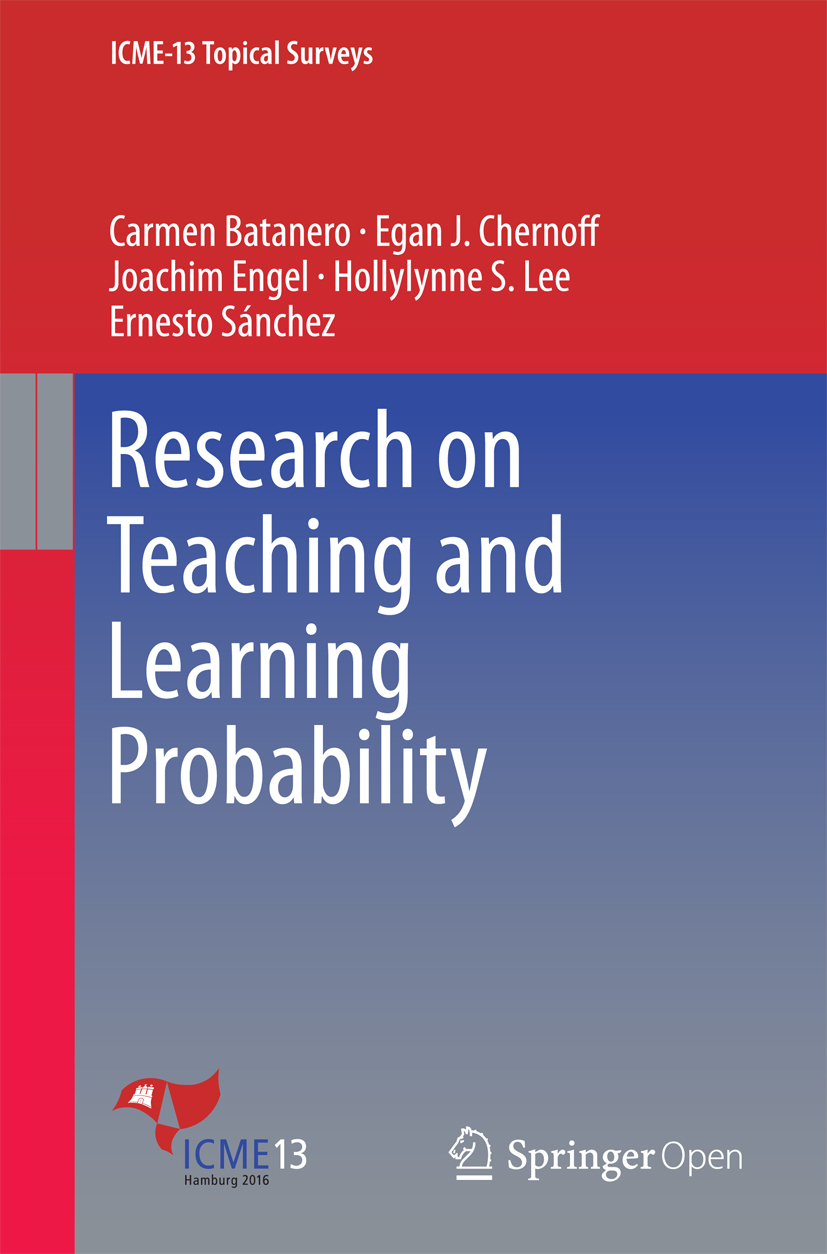 ICME-13 Topical Surveys
Carmen Batanero · Egan J. Chernoff
Joachim Engel · Hollylynne S. Lee
Ernesto Sánchez
Research on
Teaching and
Learning
Probability
ICME13
Hamburg 2016
Springer Open